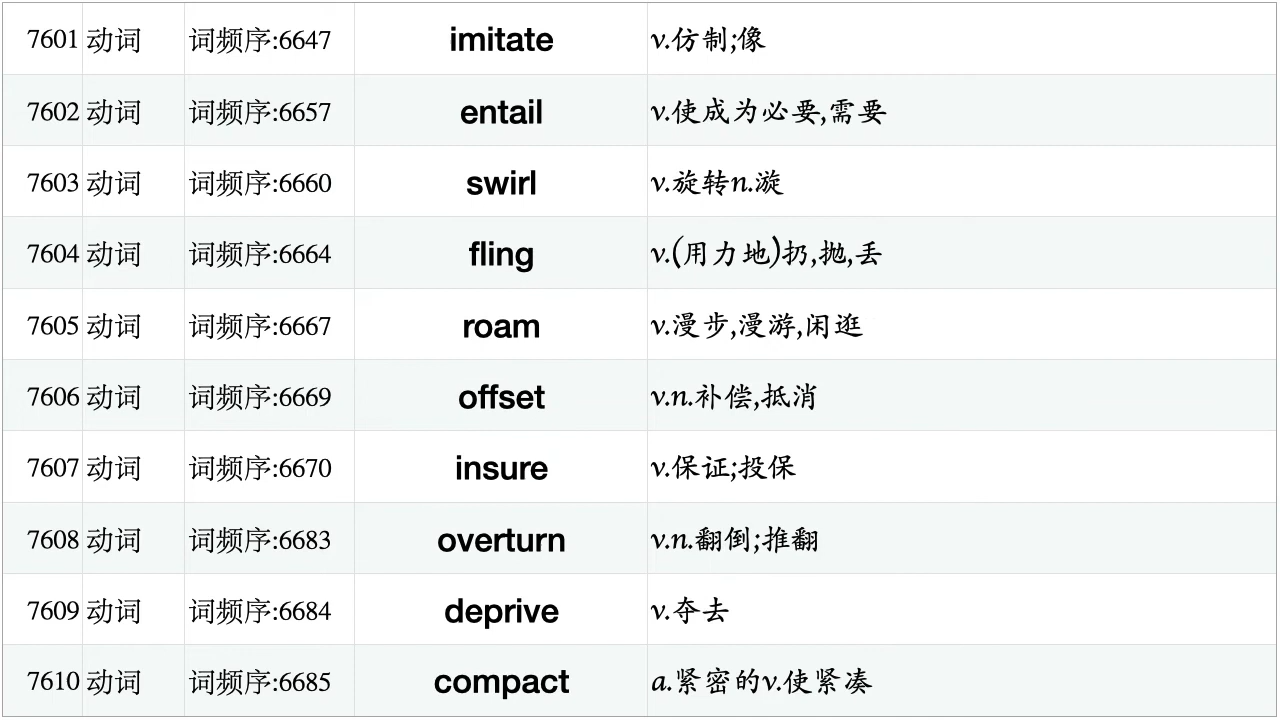 7601 动词 词频序:6647 imitate v.仿制;像
7602 动词 词频序:6657 entail v.使成为必要,需要
7603 动词 词频序:6660 swirl v.旋转n.漩
7604 动词 词频序:6664 fling v.(用力地)扔,抛,丢
7605 动词 词频序:6667 roam v.漫步,漫游,闲逛
7606 动词 词频序:6669 offset v.n.补偿,抵消
7607 动词 词频序:6670 insure v.保证;投保
7608 动词 词频序:6683 overturn v.n.翻倒;推翻
7609 动词 词频序:6684 deprive v.夺去
7610 动词 词频序:6685 compact a.紧密的v.使紧凑